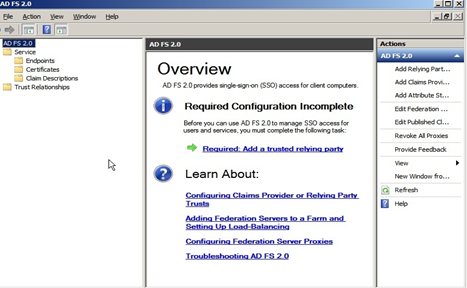 AD FS 2.0
File Action View Window Help
AD FS 2.0
Service
Endpoints
Certificates
Claim Descriptions
Trust Relationships
AD FS 2.0
Overview
AD FS 2.0 provides single-sign-on (SSO) access for client computers.
Required Configuration Incomplete
Before you can use AD FS 2.0 to manage SSO access for
users and services, you must complete the following task:
Required: Add a trusted relying party
Learn About:
Configuring Claims Provider or Relying Party
Trusts
Adding Federation Servers to a Farm and
Setting Up Load-Balancing
Configuring Federation Server Proxies
Troubleshooting AD FS 2.0
Actions
AD FS 2.0
Add Relying Part...
Add Claims Provi...
Add Attribute St...
Edit Federation ...
Edit Published Cl...
Revoke All Proxies
Provide Feedback
View
New Window fro...
Refresh
Help